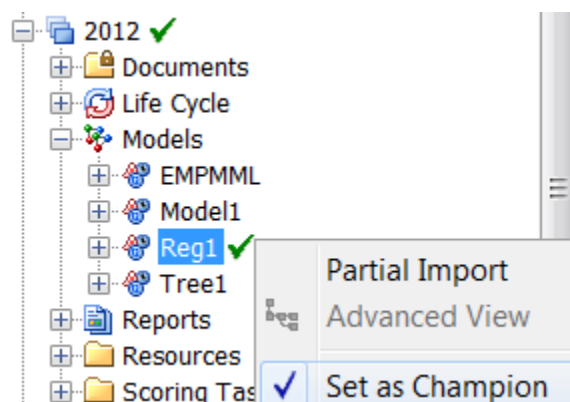 2012
Documents
Life Cycle
Models
EMPMML
Model1
Reg1
Tree1
Reports
Resources
Scoring Tas
Partial Import
Advanced View
Set as Champion